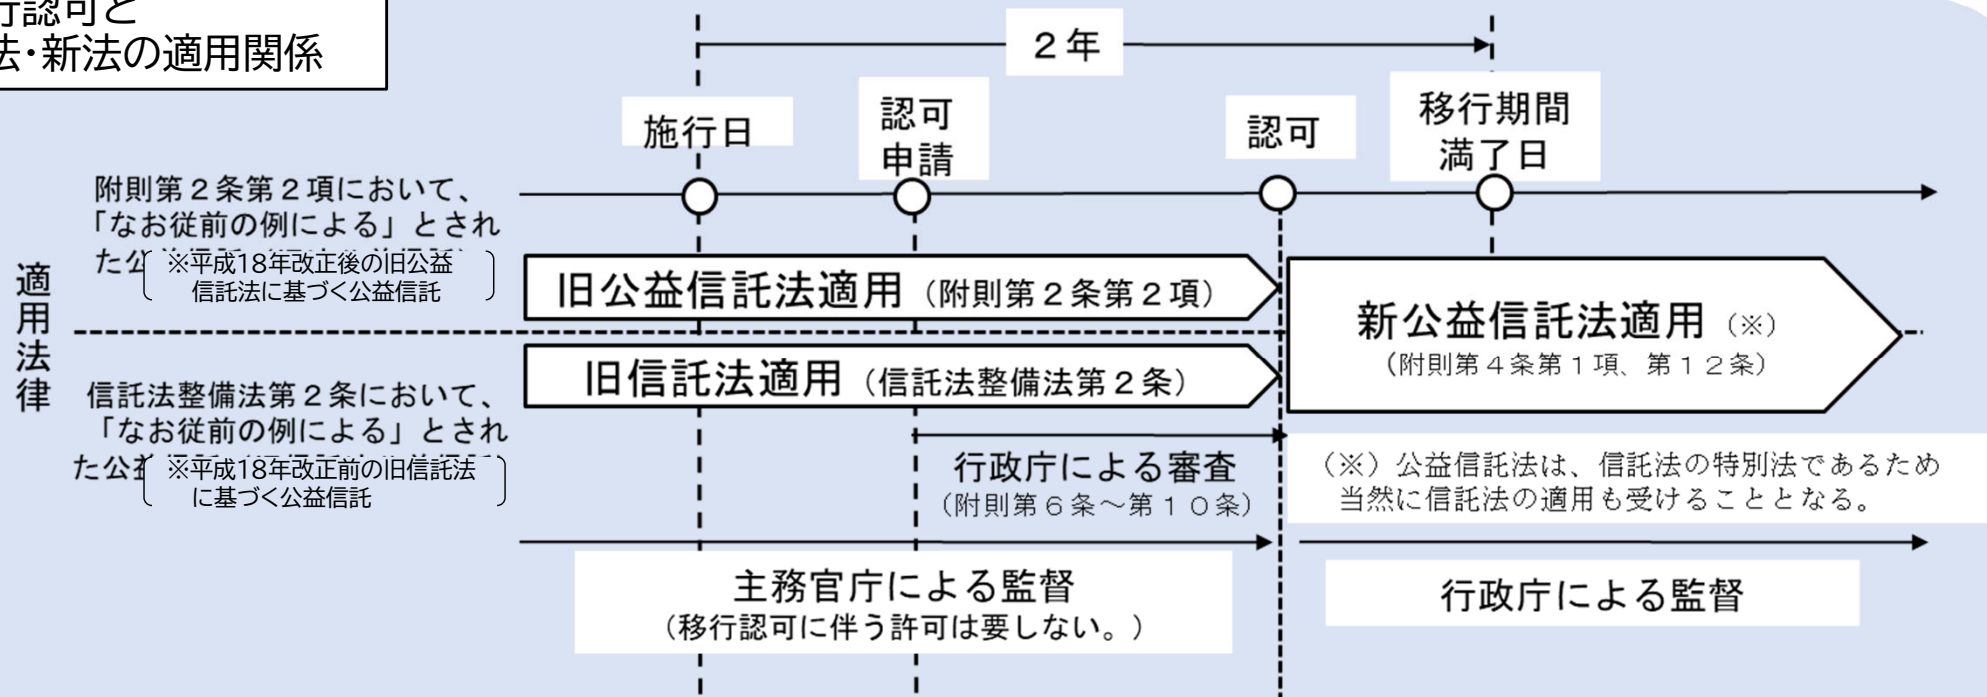 行認可と
法・新法の適用関係
2年
施行日
認可
申請
認可
移行期間
満了日
適用法律
附則第2条第2項において、
「なお従前の例による」とされ
た公
※平成18年改正後の旧公益
信託法に基づく公益信託
旧公益信託法適用（附則第2条第2項）
新公益信託法適用（※）
（附則第4条第1項、第12条）
旧信託法適用（信託法整備法第2条）
信託法整備法第2条において、
「なお従前の例による」とされ
た公
※平成18年改正前の旧信託法
に基づく公益信託
行政庁による審査
（附則第6条～第10条）
（※）公益信託法は、信託法の特別法であるため
当然に信託法の適用も受けることとなる。
主務官庁による監督
（移行認可に伴う許可は要しない。）
行政庁による監督